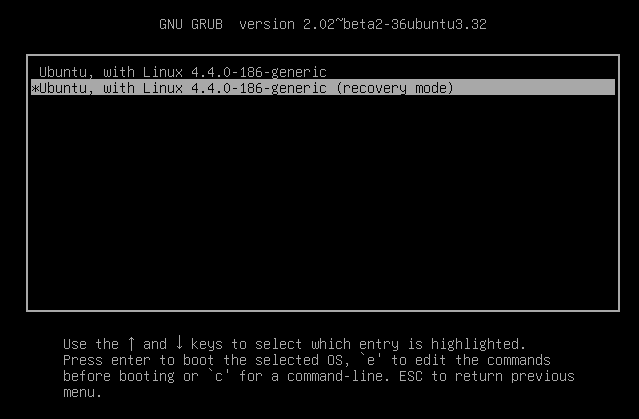 GNU GRUB  version 2.02~beta2-36ubuntu3.32
Ubuntu, with Linux 4.4.0-186-generic
*Ubuntu, with Linux 4.4.0-186-generic (recovery mode)
Use the ↑ and ↓ keys to select which entry is highlighted.
Press enter to boot the selected OS, `e' to edit the commands
before booting or `c' for a command-line. ESC to return previous
menu.